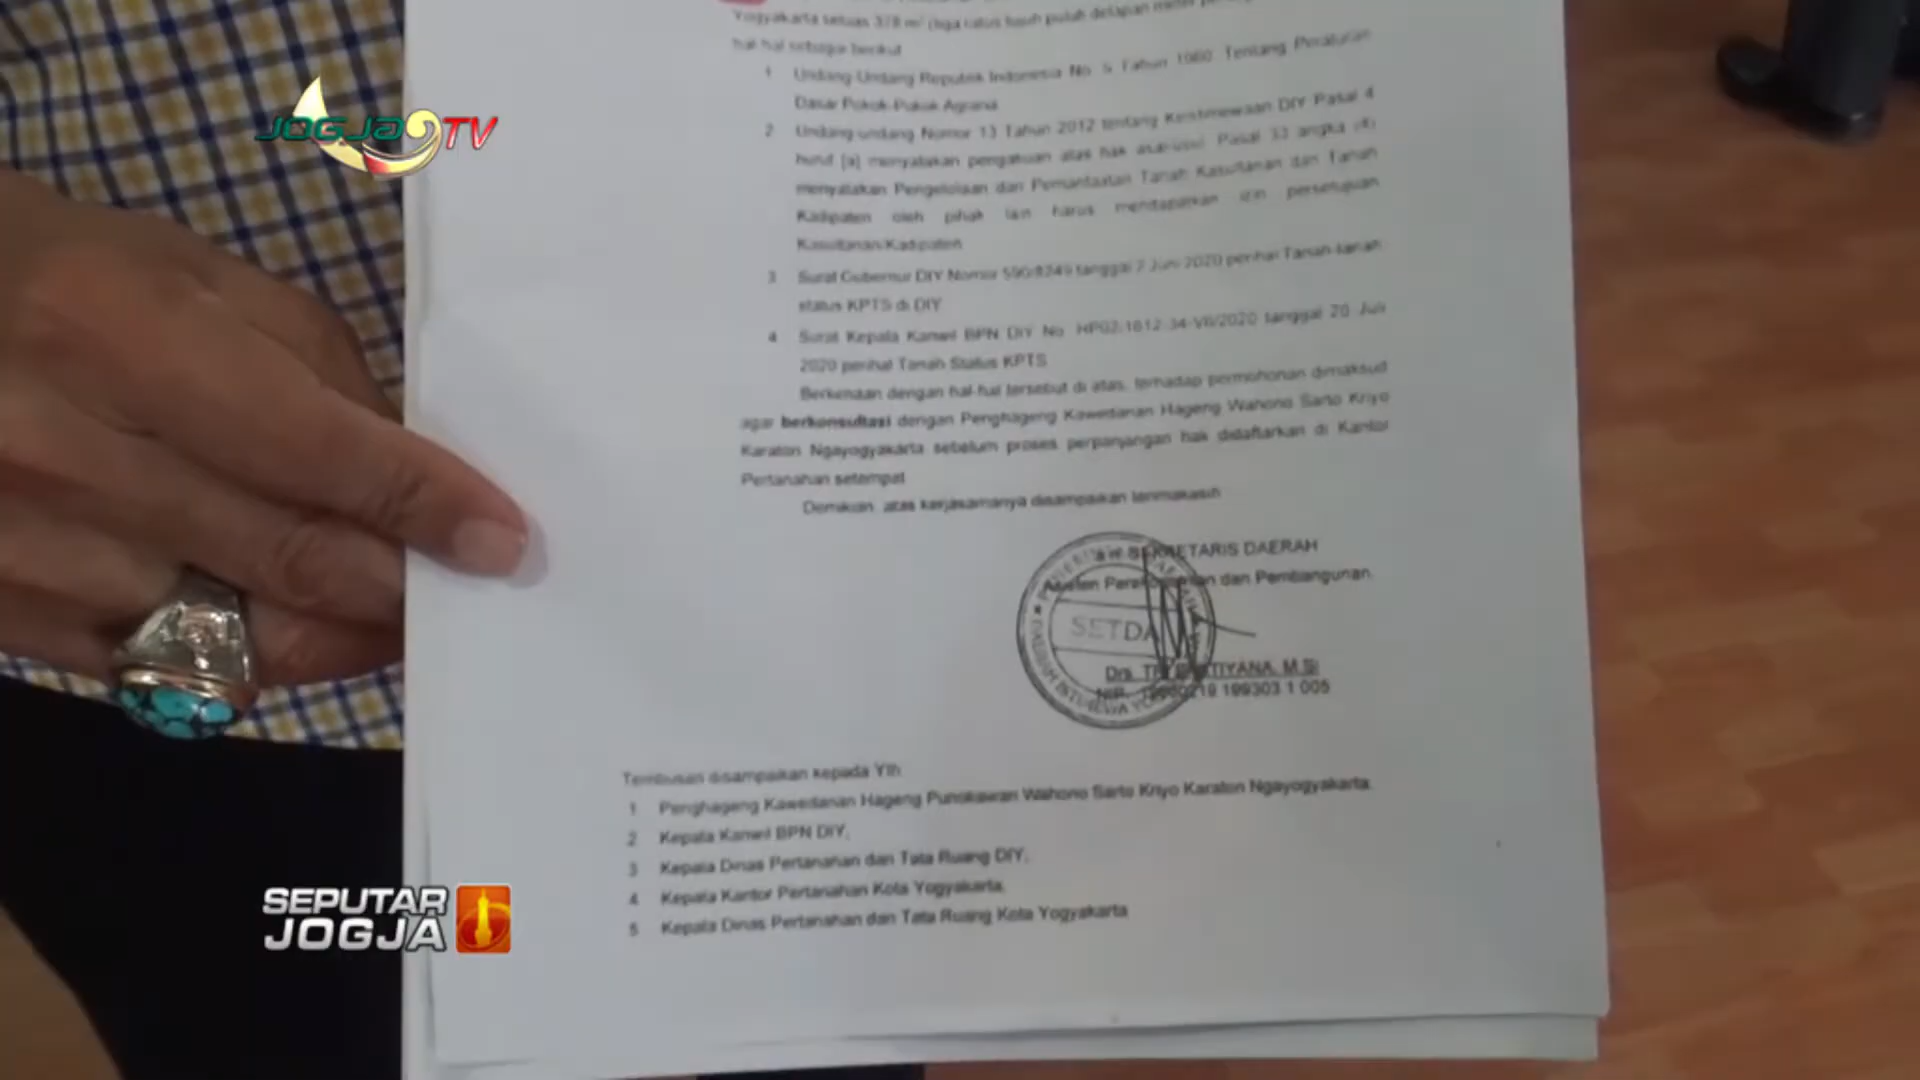 Yogyakarta seluas 378 m² (tiga ratus tujuh puluh delapan meter
hal-hal sebagai berikut
1 Undang-Undang Republik Indonesia No. 5 Tahun 1960 Tentang Peraturan
Dasar Pokok-Pokok Agraria
2 Undang-undang Nomor 13 Tahun 2012 tentang Keistimewaan DIY Pasal 4
huruf [a] menyatakan pengakuan atas hak asal-usul. Pasal 33 angka (4)
menyatakan Pengelolaan dan Pemanfaatan Tanah Kasultanan dan Tanah
Kadipaten oleh pihak lain harus mendapatkan izin persetujuan
Kasultanan/Kadipaten
3 Surat Gubernur DIY Nomor 590/8249 tanggal 2 Juni 2020 perihal Tanah-tanah
status KPTS di DIY
4 Surat Kepala Kanwil BPN DIY No HP02/1812-34-VII/2020 tanggal 20 Juli
2020 perihal Tanah Status KPTS
Berkenaan dengan hal-hal tersebut di atas, terhadap permohonan dimaksud
agar berkonsultasi dengan Penghageng Kawedanan Hageng Wahono Sarto Kriyo
Karaton Ngayogyakarta sebelum proses perpanjangan hak didaftarkan di Kantor
Pertanahan setempat
Demikian, atas kerjasamanya disampaikan terimakasih
SEKRETARIS DAERAH
dan Pembangunan
SETDA
Drs. M.Si
NIP. 199303 1 005
Tembusan disampaikan kepada Yth
1 Penghageng Kawedanan Hageng Punokawan Wahono Sarto Kriyo Karaton Ngayogyakarta.
2 Kepala Kanwil BPN DIY;
3 Kepala Dinas Pertanahan dan Tata Ruang DIY;
4 Kepala Kantor Pertanahan Kota Yogyakarta;
5 Kepala Dinas Pertanahan dan Tata Ruang Kota Yogyakarta
JOGJA TV
SEPUTAR
JOGJA